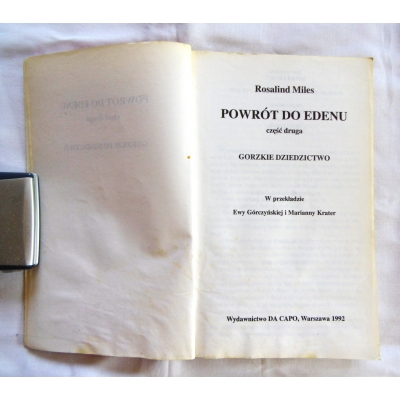 Rosalind Miles
POWRÓT DO EDENU
część druga
GORZKIE DZIEDZICTWO
W przekładzie
Ewy Górczyńskiej i Marianny Krater
Wydawnictwo DA CAPO, Warszawa 1992